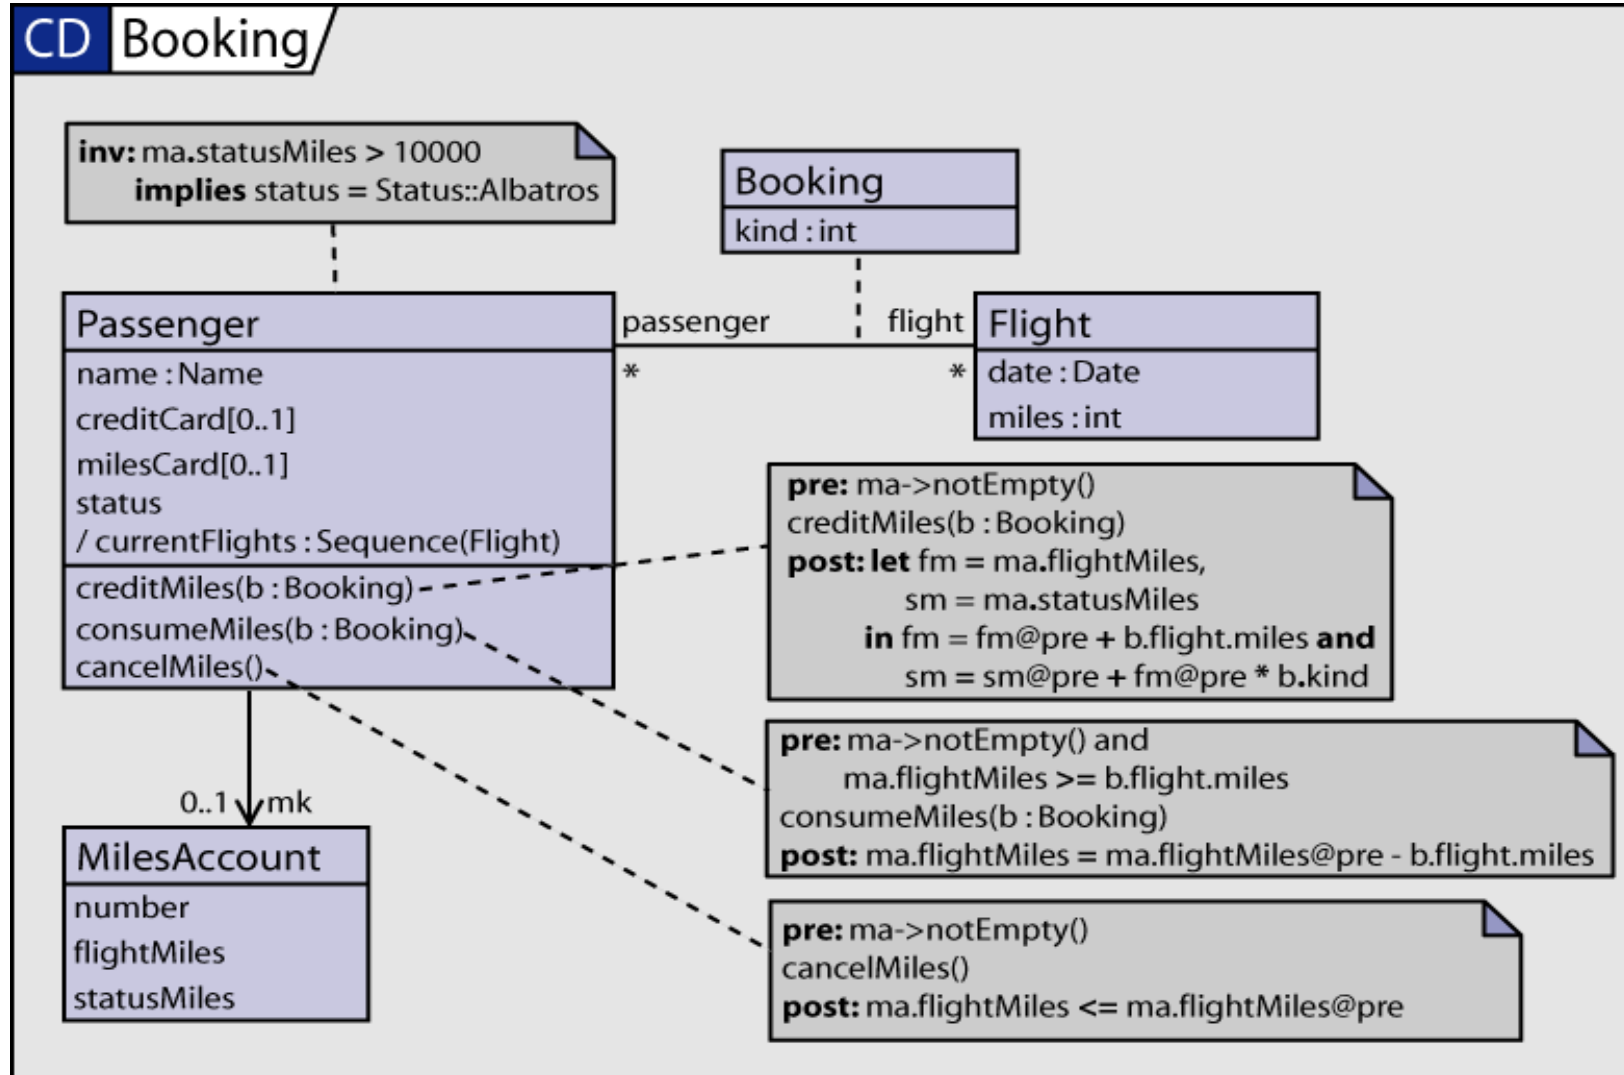 CD Booking
inv: ma.statusMiles > 10000
implies status = Status::Albatros
Booking
kind : int
Passenger
name : Name
creditCard[0..1]
milesCard[0..1]
status
/ currentFlights : Sequence(Flight)
creditMiles(b : Booking)
consumeMiles(b : Booking)
cancelMiles()
passenger
flight
*
*
Flight
date : Date
miles : int
pre: ma->notEmpty()
creditMiles(b : Booking)
post: let fm = ma.flightMiles,
sm = ma.statusMiles
in fm = fm@pre + b.flight.miles and
sm = sm@pre + fm@pre * b.kind
pre: ma->notEmpty() and
ma.flightMiles >= b.flight.miles
consumeMiles(b : Booking)
post: ma.flightMiles = ma.flightMiles@pre - b.flight.miles
0..1 mk
MilesAccount
number
flightMiles
statusMiles
pre: ma->notEmpty()
cancelMiles()
post: ma.flightMiles <= ma.flightMiles@pre